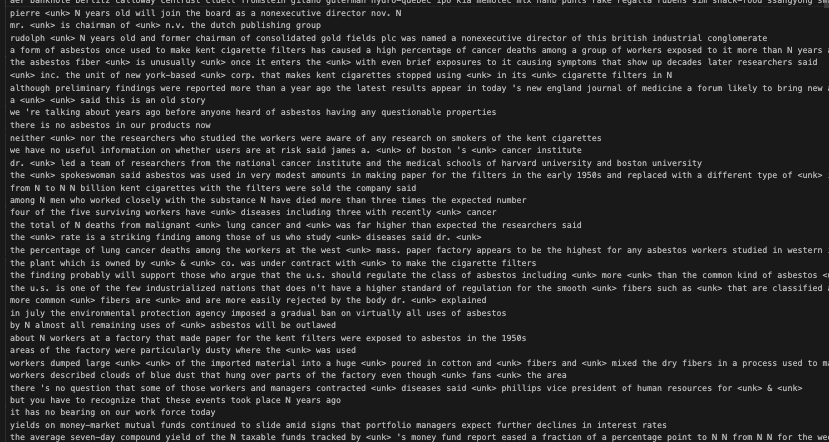 aer banknote berlitz calloway centrust cluett fromstein gitano guterman hydro-quebec ipo kia memotec mlx nahb punts rake regatta rubens sim snack-food ssangyong
pierre <unk> N years old will join the board as a nonexecutive director nov. N
mr. <unk> is chairman of <unk> n.v. the dutch publishing group
rudolph <unk> N years old and former chairman of consolidated gold fields plc was named a nonexecutive director of this british industrial conglomerate
a form of asbestos once used to make kent cigarette filters has caused a high percentage of cancer deaths among a group of workers exposed to it more than N years
the asbestos fiber <unk> is unusually <unk> once it enters the <unk> with even brief exposures to it causing symptoms that show up decades later researchers said
<unk> inc. the unit of new york-based <unk> corp. that makes kent cigarettes stopped using <unk> in its <unk> cigarette filters in N
although preliminary findings were reported more than a year ago the latest results appear in today 's new england journal of medicine a forum likely to bring new
a <unk> <unk> said this is an old story
we 're talking about years ago before anyone heard of asbestos having any questionable properties
there is no asbestos in our products now
neither <unk> nor the researchers who studied the workers were aware of any research on smokers of the kent cigarettes
we have no useful information on whether users are at risk said james a. <unk> of boston 's <unk> cancer institute
dr. <unk> led a team of researchers from the national cancer institute and the medical schools of harvard university and boston university
the <unk> spokeswoman said asbestos was used in very modest amounts in making paper for the filters in the early 1950s and replaced with a different type of <unk>
from N to N N billion kent cigarettes with the filters were sold the company said
among N men who worked closely with the substance N have died more than three times the expected number
four of the five surviving workers have <unk> diseases including three with recently <unk> cancer
the total of N deaths from malignant <unk> lung cancer and <unk> was far higher than expected the researchers said
the <unk> rate is a striking finding among those of us who study <unk> diseases said dr. <unk>
the percentage of lung cancer deaths among the workers at the west <unk> mass. paper factory appears to be the highest for any asbestos workers studied in western
the plant which is owned by <unk> & <unk> co. was under contract with <unk> to make the cigarette filters
the finding probably will support those who argue that the u.s. should regulate the class of asbestos including <unk> more <unk> than the common kind of asbestos
the u.s. is one of the few industrialized nations that does n't have a higher standard of regulation for the smooth <unk> fibers such as <unk> that are classified
more common <unk> fibers are <unk> and are more easily rejected by the body dr. <unk> explained
in july the environmental protection agency imposed a gradual ban on virtually all uses of asbestos
by N almost all remaining uses of <unk> asbestos will be outlawed
about N workers at a factory that made paper for the kent filters were exposed to asbestos in the 1950s
areas of the factory were particularly dusty where the <unk> was used
workers dumped large <unk> <unk> of the imported material into a huge <unk> poured in cotton and <unk> fibers and <unk> mixed the dry fibers in a process used to
workers described clouds of blue dust that hung over parts of the factory even though <unk> fans <unk> the area
there 's no question that some of those workers and managers contracted <unk> diseases said <unk> phillips vice president of human resources for <unk> & <unk>
but you have to recognize that these events took place N years ago
it has no bearing on our work force today
yields on money-market mutual funds continued to slide amid signs that portfolio managers expect further declines in interest rates
the average seven-day compound yield of the N taxable funds tracked by <unk> 's money fund report eased a fraction of a percentage point to N N from N N for the